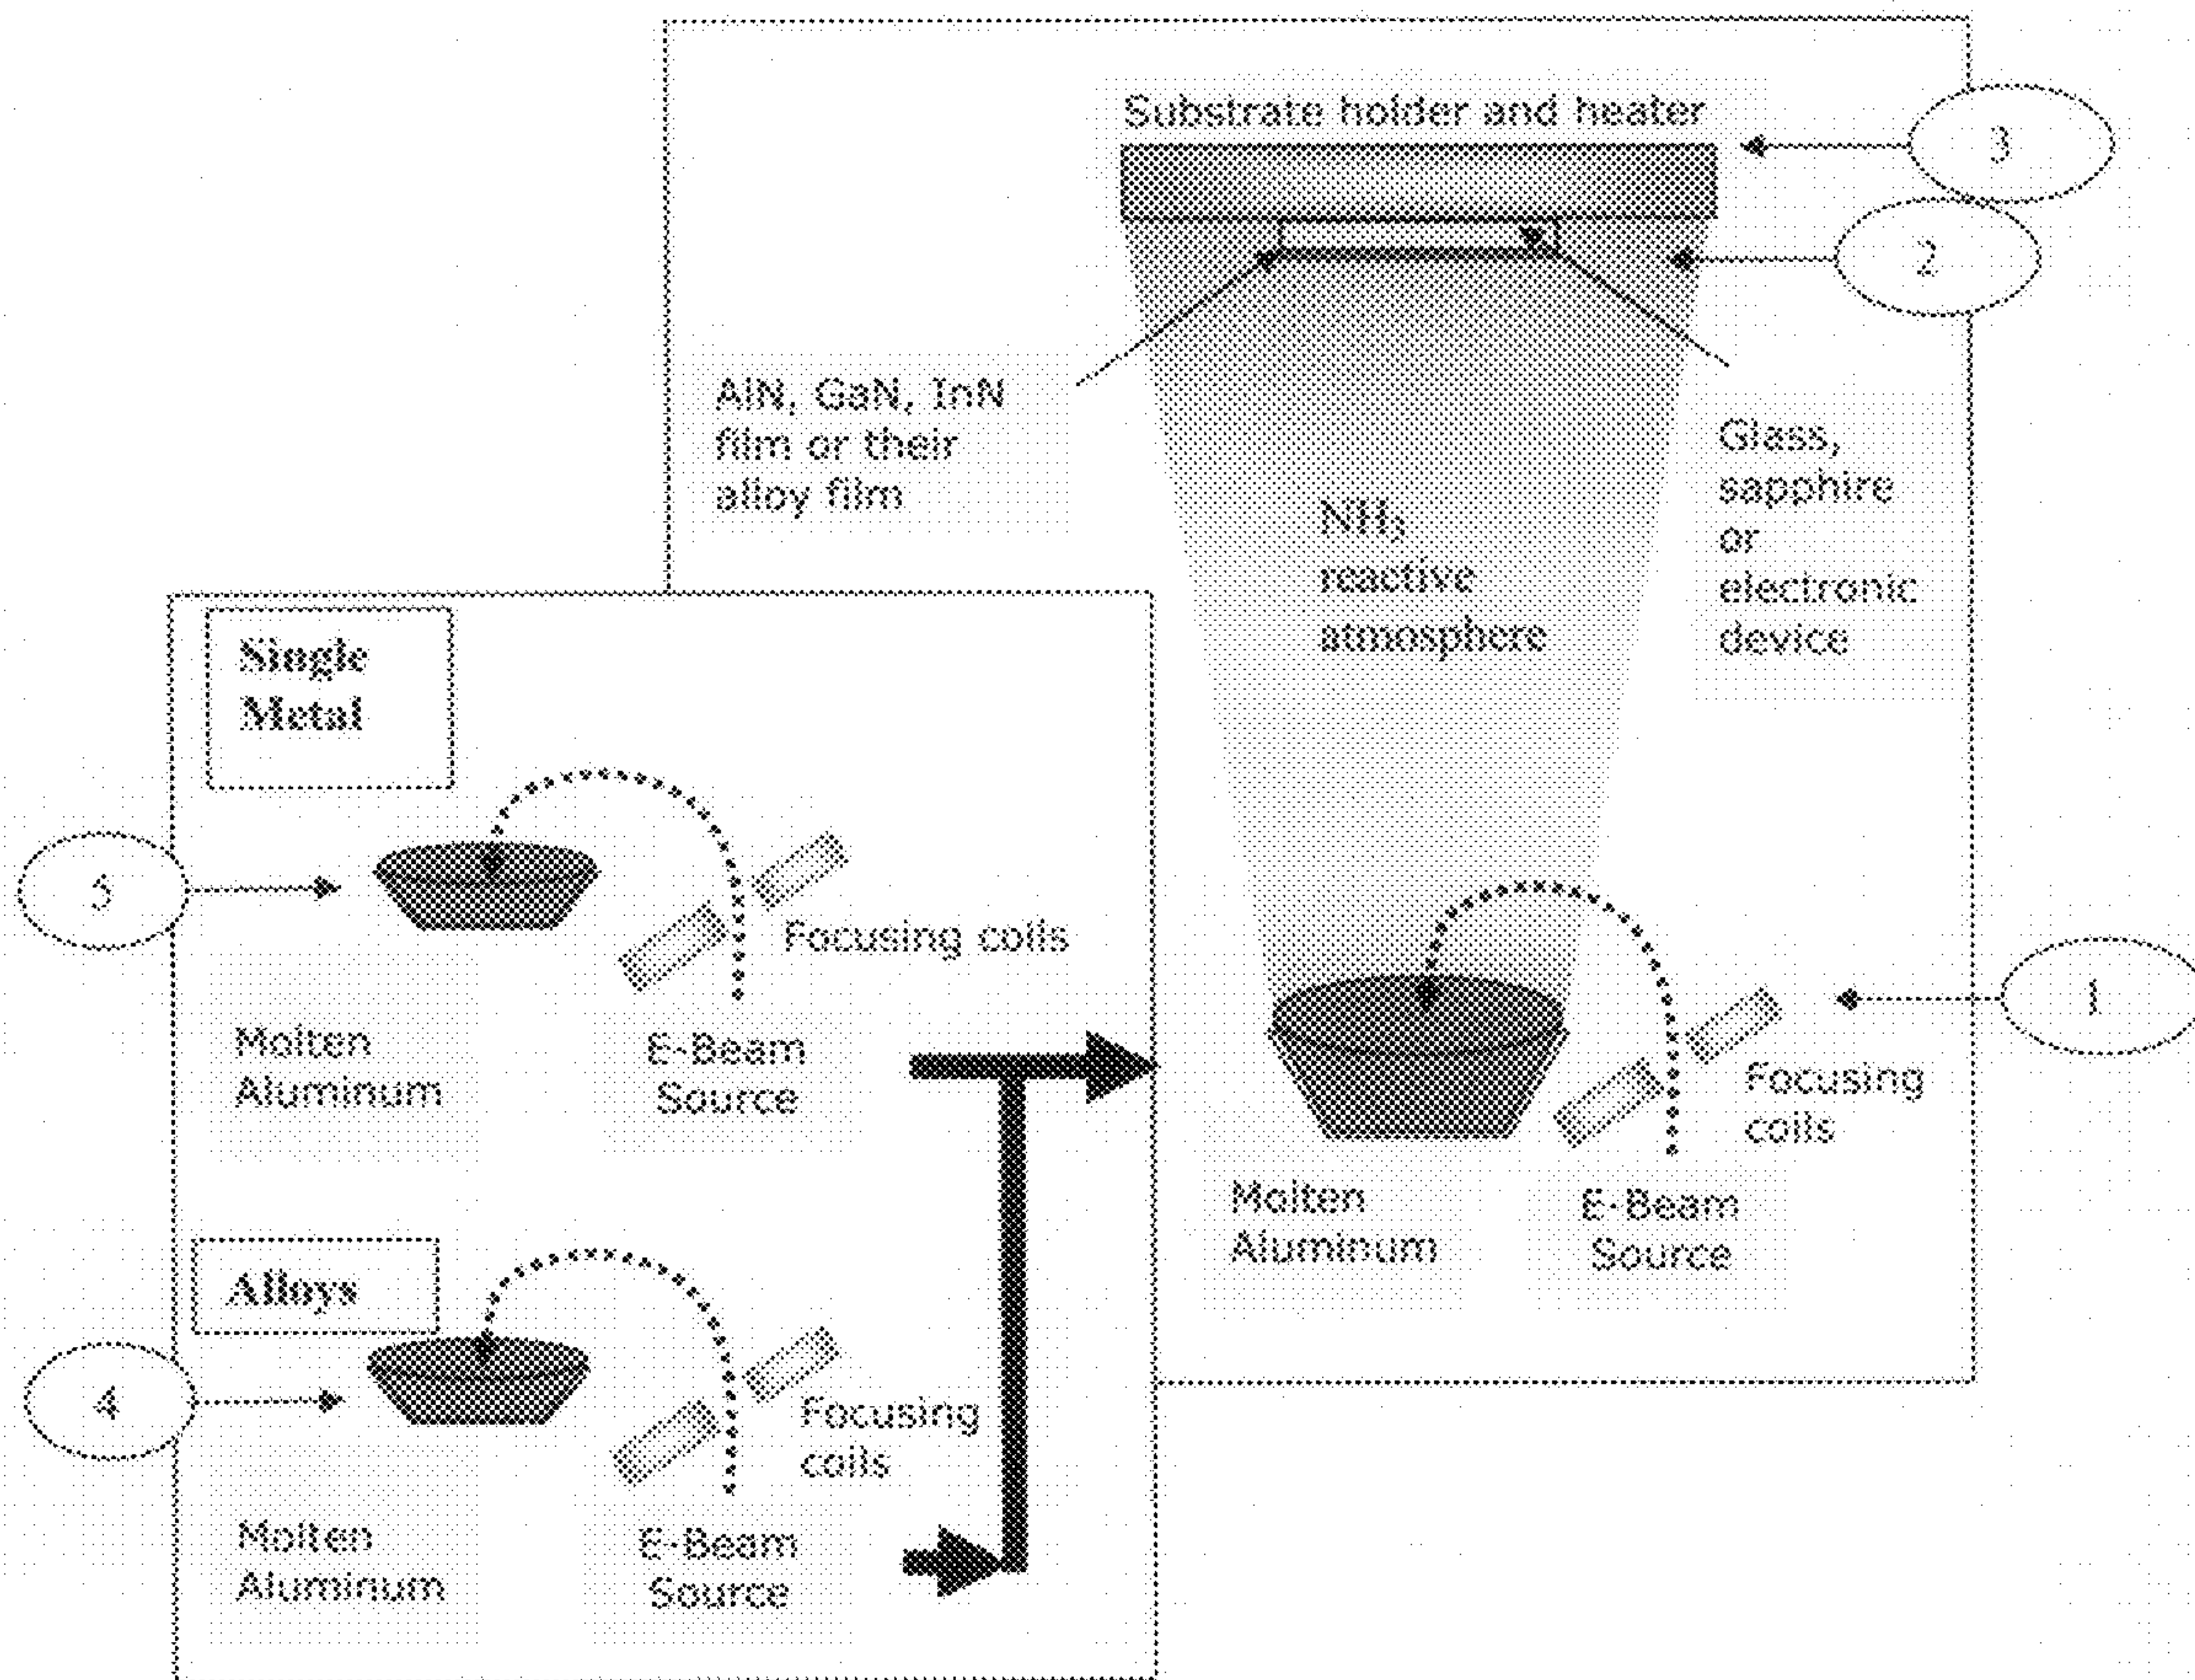 Substrate holder and heater
3
2
AlN, GaN, InN
film or their
alloy film
Glass,
sapphire
or
electronic
device
NH3
reactive
atmosphere
Single
Metal
5
Focusing coils
Molten
Aluminum
E-Beam
Source
1
Focusing
coils
Molten
Aluminum
E-Beam
Source
Alloys
4
Focusing
coils
Molten
Aluminum
E-Beam
Source